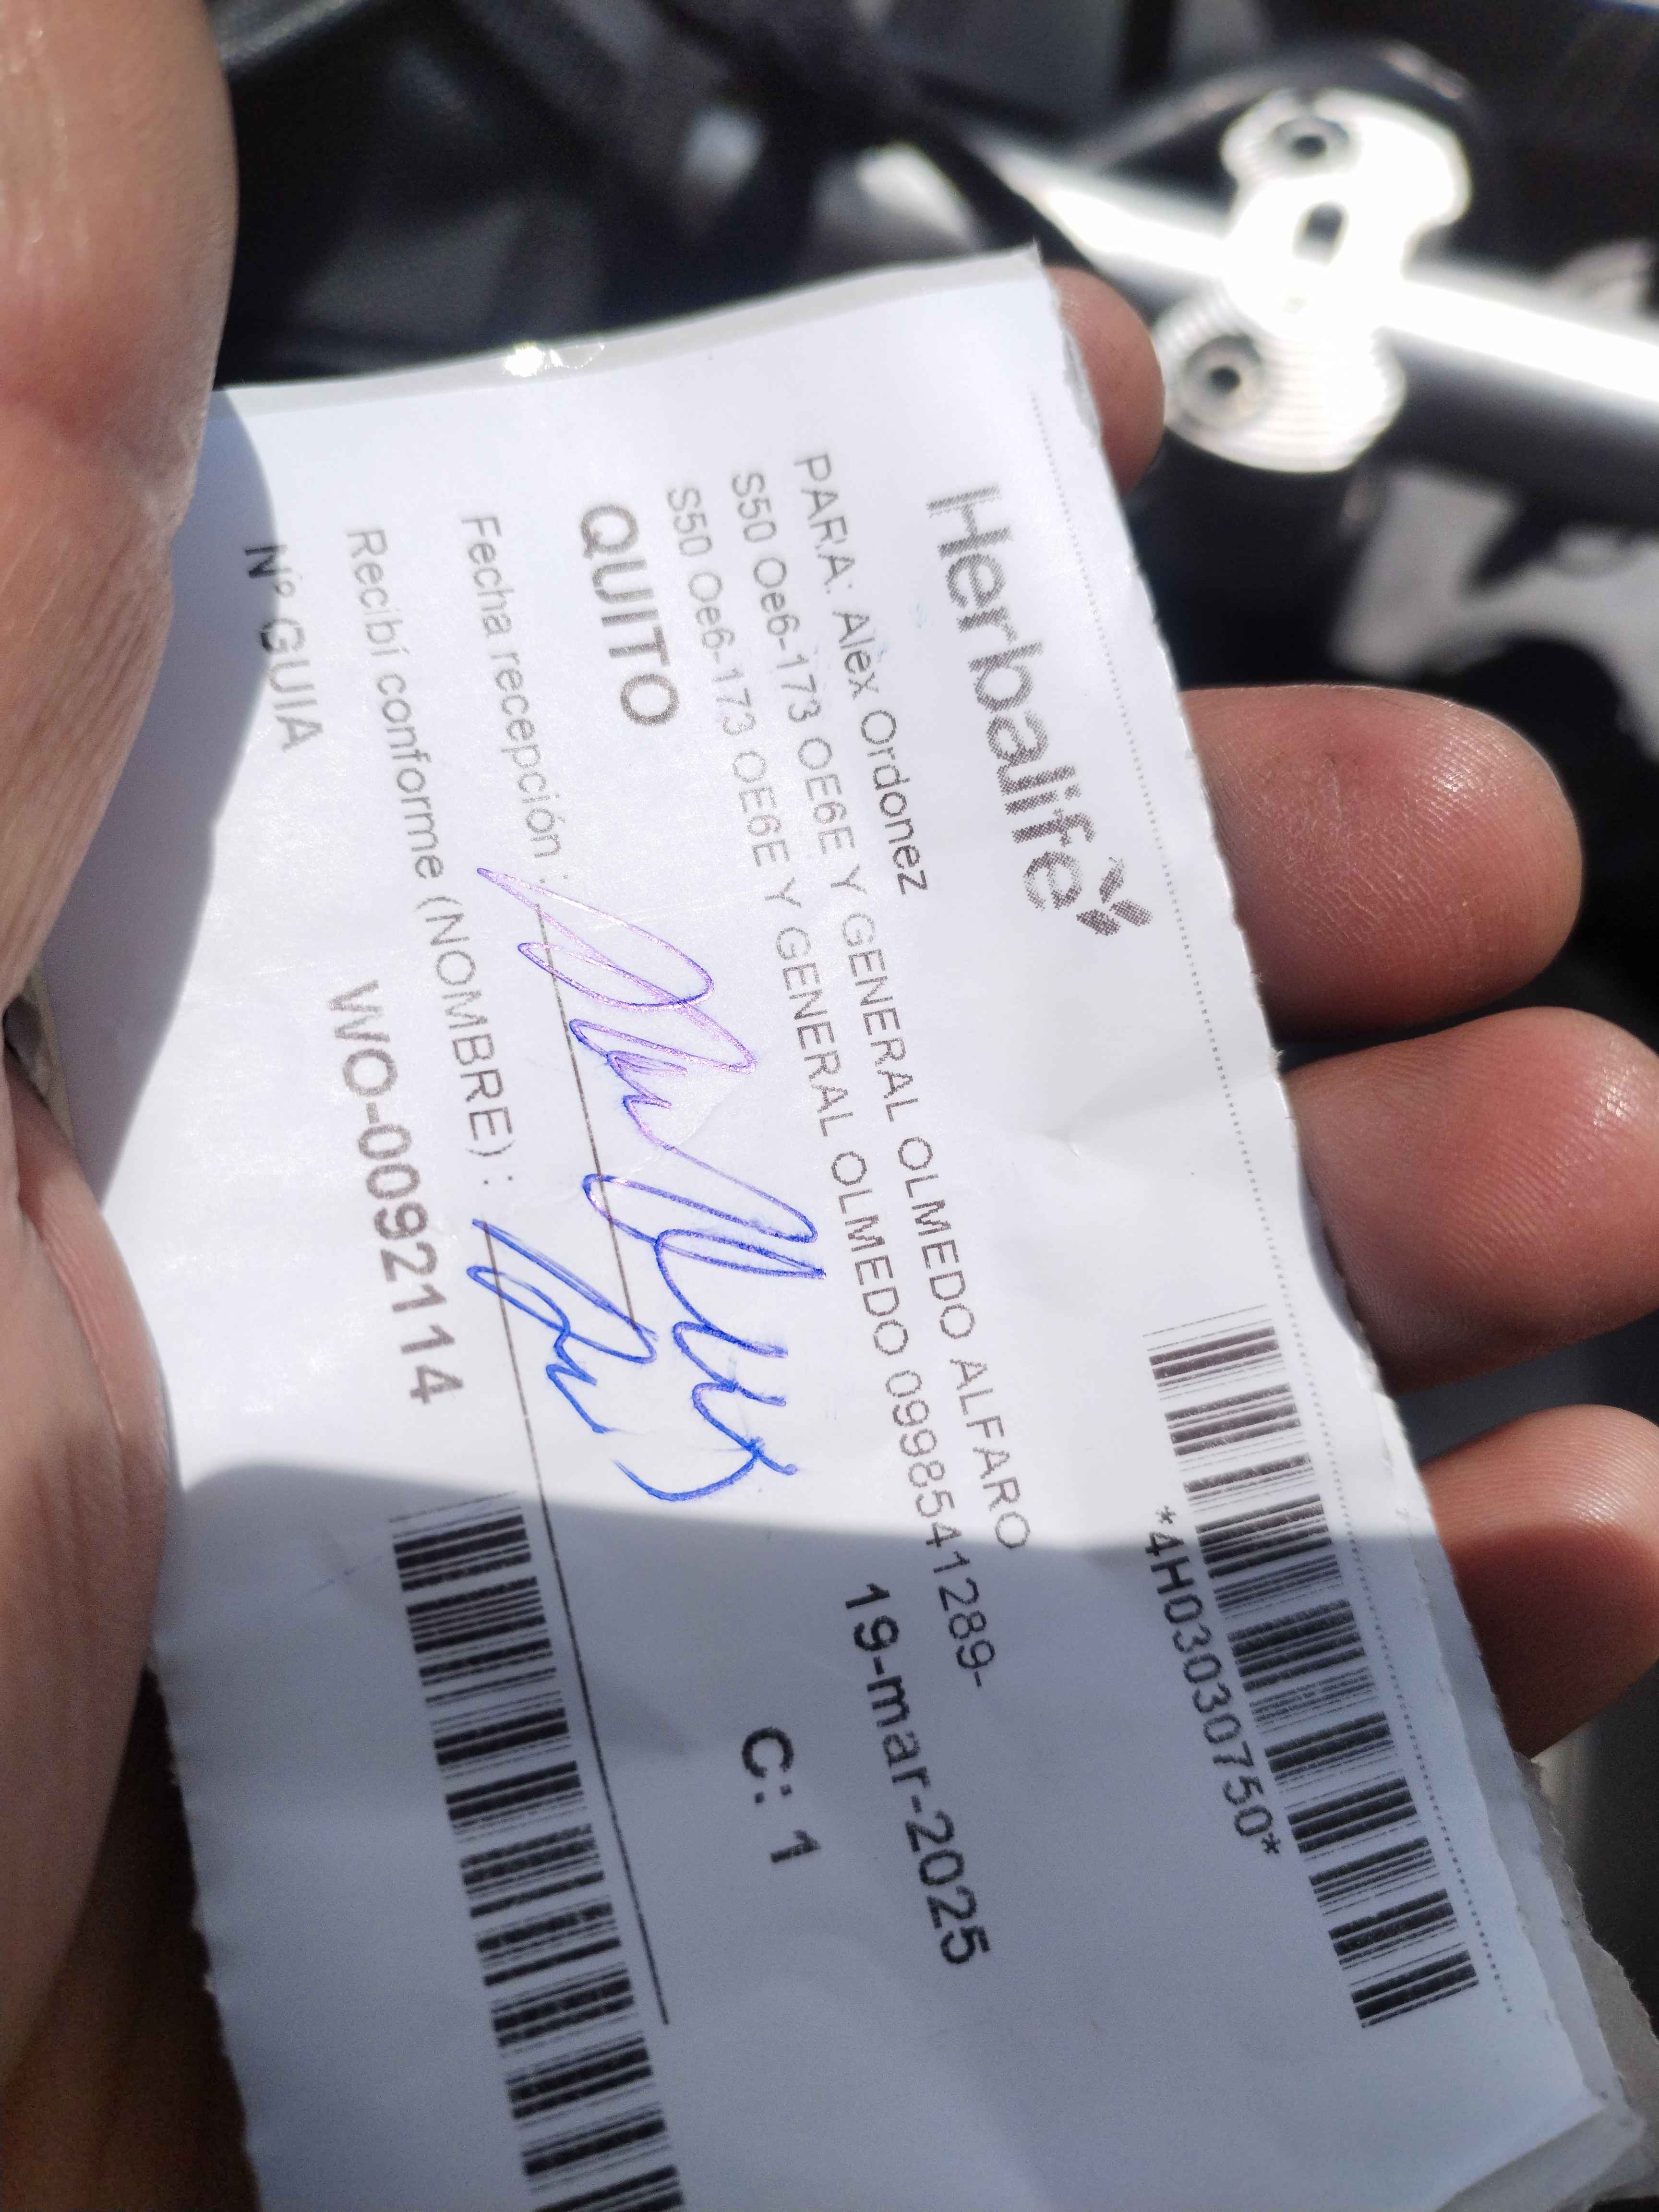 Herbalife
*4H03030750*
PARA: Alex Ordonez
S50 Oe6-173 OE6E Y GENERAL OLMEDO ALFARO
S50 Oe6-173 OE6E Y GENERAL OLMEDO 0998541289-
QUITO
19-mar-2025
C: 1
Fecha recepción :
Recibí conforme (NOMBRE) :
Nº GUIA
WO-0092114